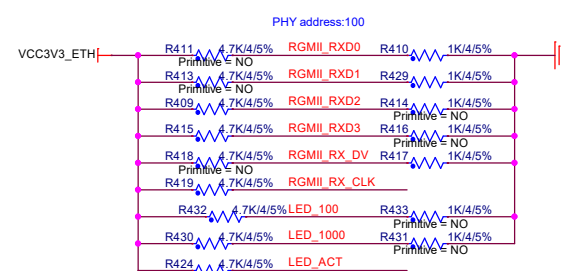 PHY address:100
VCC3V3_ETH
R411 4.7K/4/5% RGMII_RXD0 R410 1K/4/5%
Primitive = NO
R413 4.7K/4/5% RGMII_RXD1 R429 1K/4/5%
Primitive = NO
R409 4.7K/4/5% RGMII_RXD2 R414 1K/4/5%
Primitive = NO
R415 4.7K/4/5% RGMII_RXD3 R416 1K/4/5%
Primitive = NO
R418 4.7K/4/5% RGMII_RX_DV R417 1K/4/5%
Primitive = NO
R419 4.7K/4/5% RGMII_RX_CLK
R432 4.7K/4/5% LED_100 R433 1K/4/5%
Primitive = NO
R430 4.7K/4/5% LED_1000 R431 1K/4/5%
Primitive = NO
R424 4.7K/4/5% LED_ACT